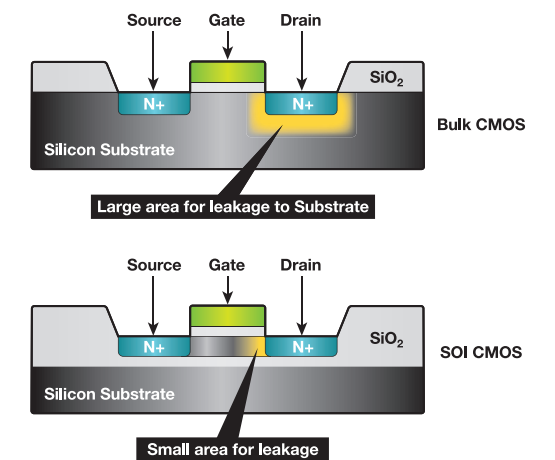 Source Gate Drain
SiO2
N+ N+
Bulk CMOS
Silicon Substrate
Large area for leakage to Substrate
Source Gate Drain
SiO2
N+ N+
SOI CMOS
Silicon Substrate
Small area for leakage